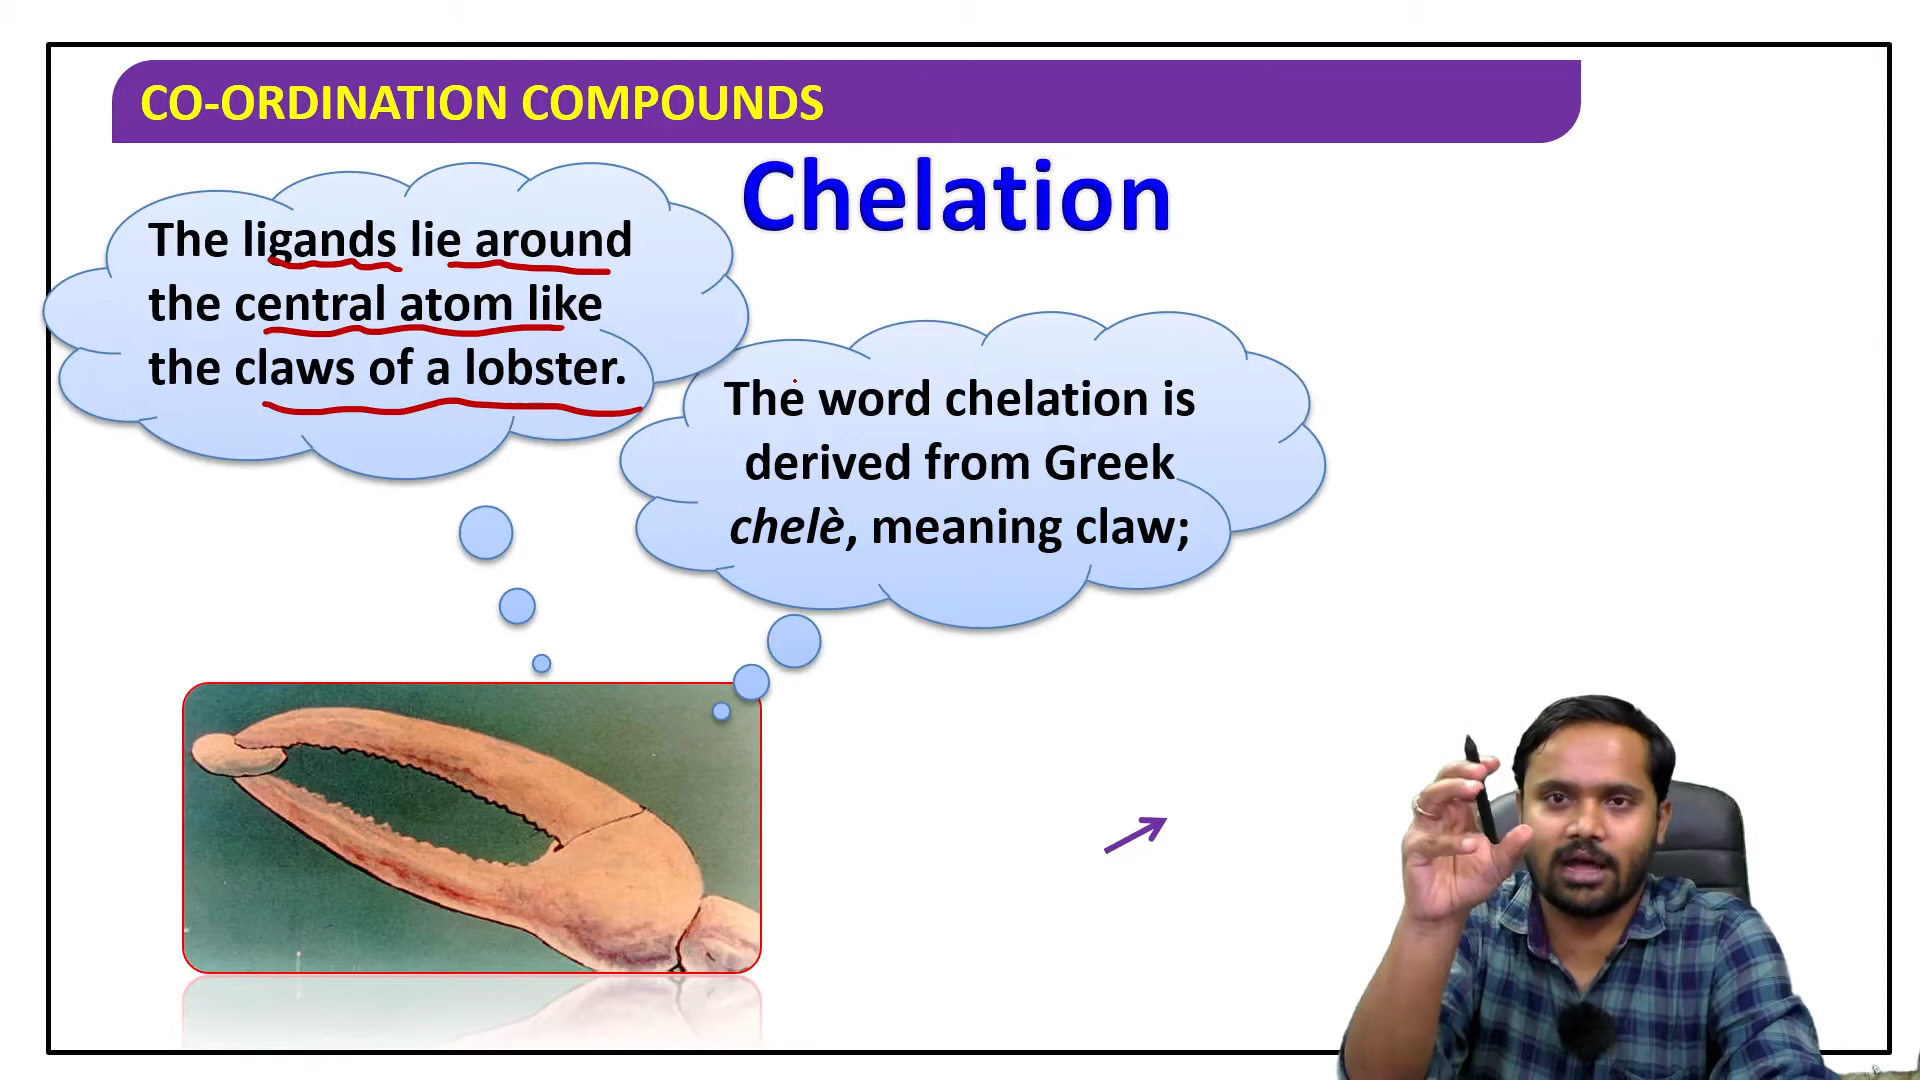 CO-ORDINATION COMPOUNDS
Chelation
The ligands lie around
the central atom like
the claws of a lobster.
The word chelation is
derived from Greek
chelè, meaning claw;